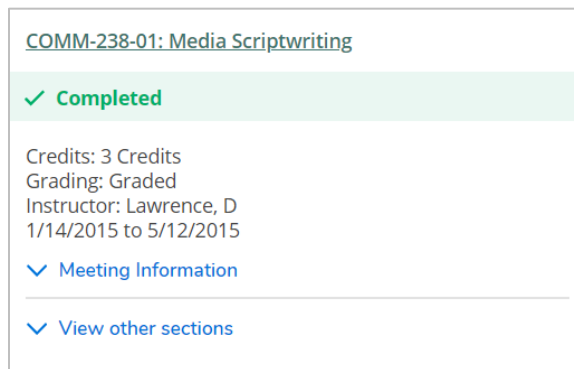 COMM-238-01: Media Scriptwriting
Completed
Credits: 3 Credits
Grading: Graded
Instructor: Lawrence, D
1/14/2015 to 5/12/2015
Meeting Information
View other sections